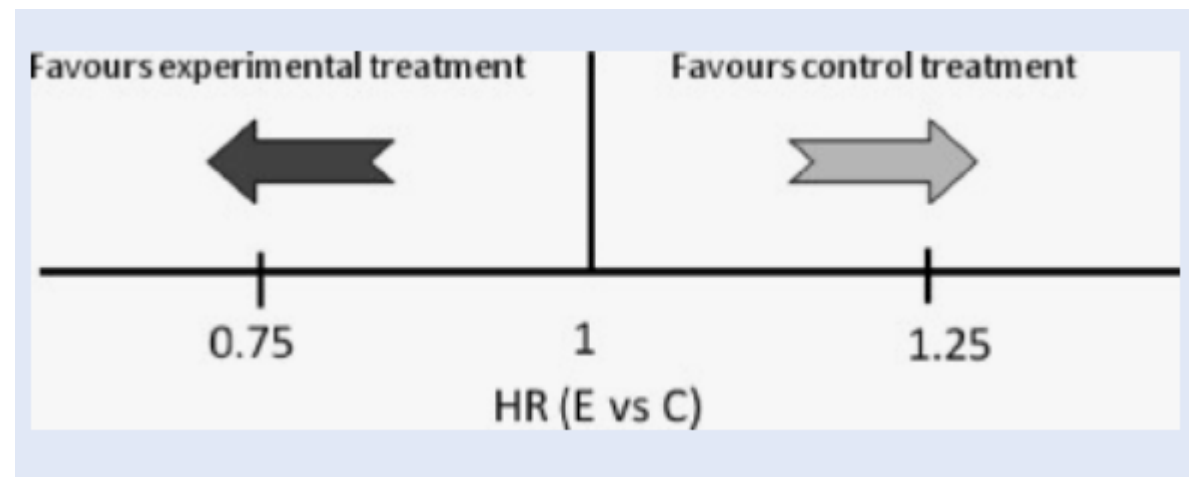 Favours experimental treatment
Favours control treatment
0.75
1
1.25
HR (E vs C)